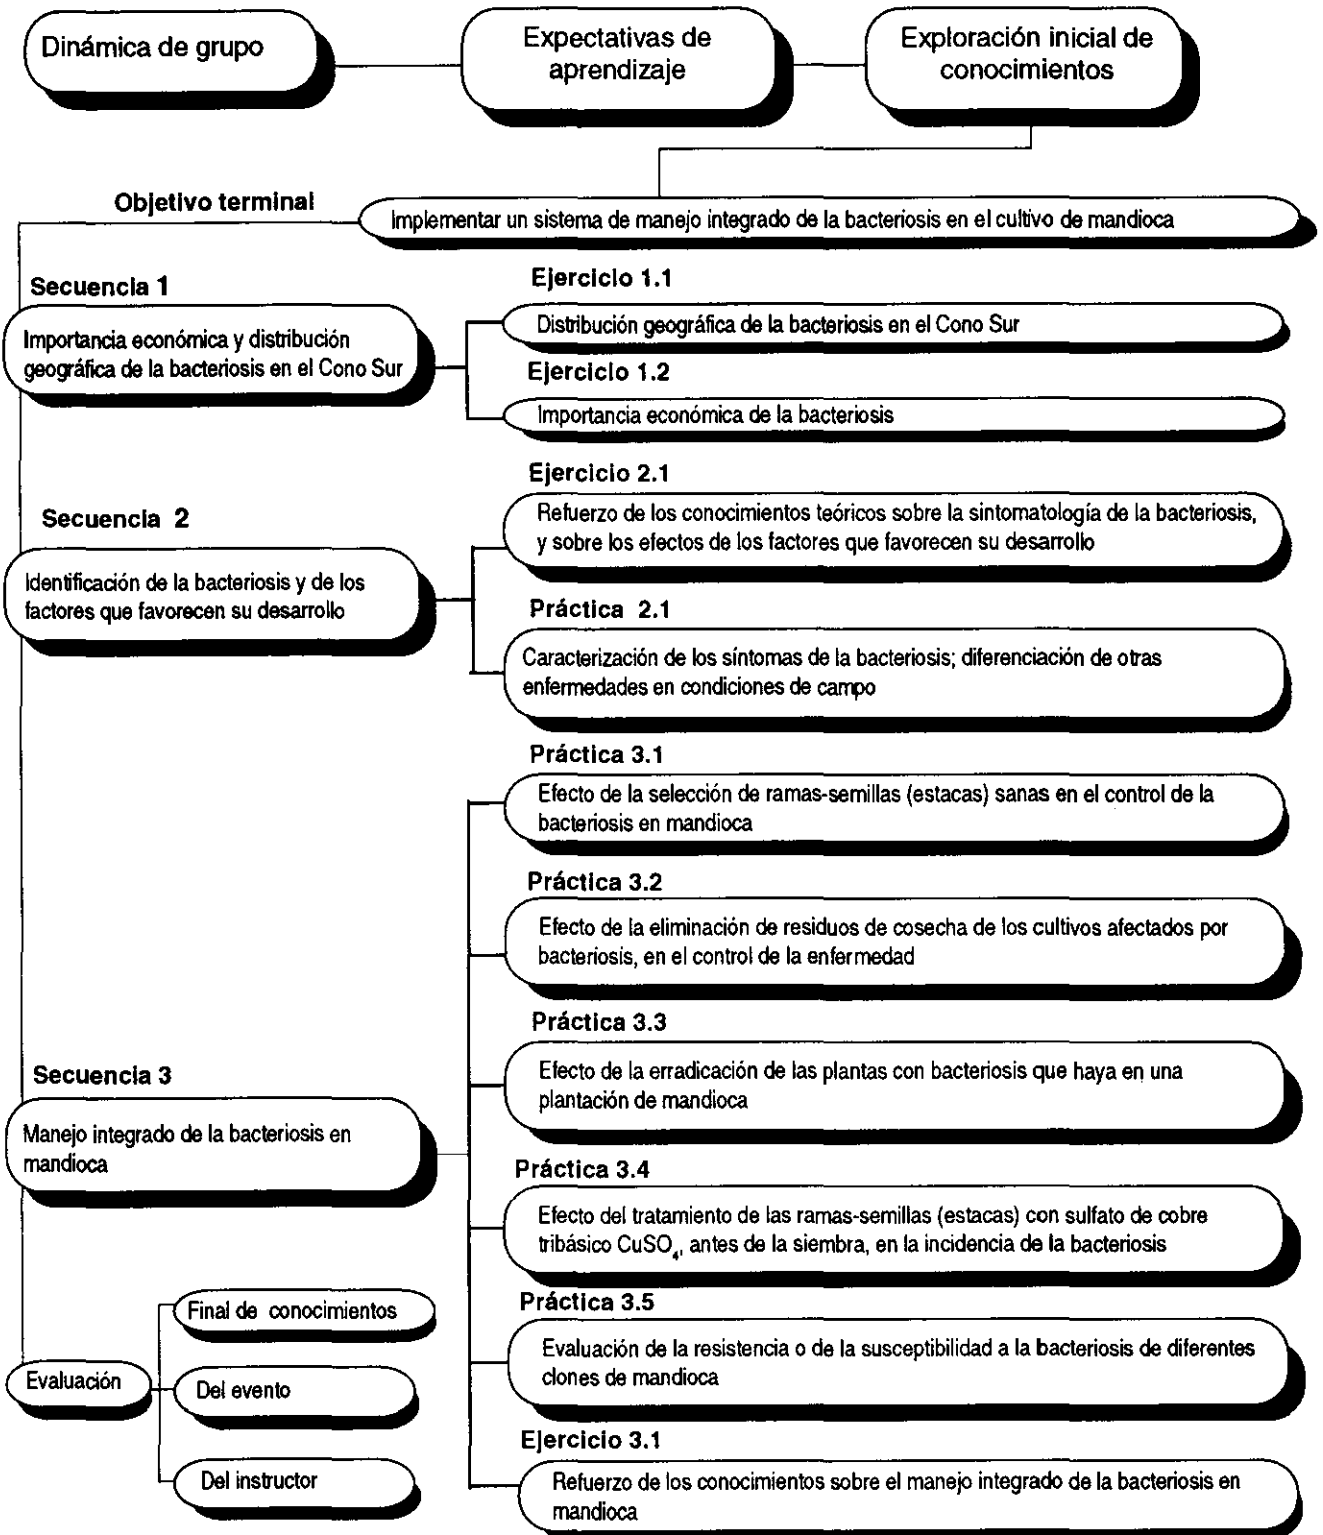 Dinámica de grupo
Expectativas de
aprendizaje
Exploración inicial de
conocimientos
Objetivo terminal
Implementar un sistema de manejo integrado de la bacteriosis en el cultivo de mandioca
Secuencia 1
Importancia económica y distribución
geográfica de la bacteriosis en el Cono Sur
Ejercicio 1.1
Distribución geográfica de la bacteriosis en el Cono Sur
Ejercicio 1.2
Importancia económica de la bacteriosis
Secuencia 2
Identificación de la bacteriosis y de los
factores que favorecen su desarrollo
Ejercicio 2.1
Refuerzo de los conocimientos teóricos sobre la sintomatología de la bacteriosis,
y sobre los efectos de los factores que favorecen su desarrollo
Práctica 2.1
Caracterización de los síntomas de la bacteriosis; diferenciación de otras
enfermedades en condiciones de campo
Secuencia 3
Manejo integrado de la bacteriosis en
mandioca
Práctica 3.1
Efecto de la selección de ramas-semillas (estacas) sanas en el control de la
bacteriosis en mandioca
Práctica 3.2
Efecto de la eliminación de residuos de cosecha de los cultivos afectados por
bacteriosis, en el control de la enfermedad
Práctica 3.3
Efecto de la erradicación de las plantas con bacteriosis que haya en una
plantación de mandioca
Práctica 3.4
Efecto del tratamiento de las ramas-semillas (estacas) con sulfato de cobre
tribásico CuSO₄, antes de la siembra, en la incidencia de la bacteriosis
Práctica 3.5
Evaluación de la resistencia o de la susceptibilidad a la bacteriosis de diferentes
clones de mandioca
Ejercicio 3.1
Refuerzo de los conocimientos sobre el manejo integrado de la bacteriosis en
mandioca
Evaluación
Final de conocimientos
Del evento
Del instructor